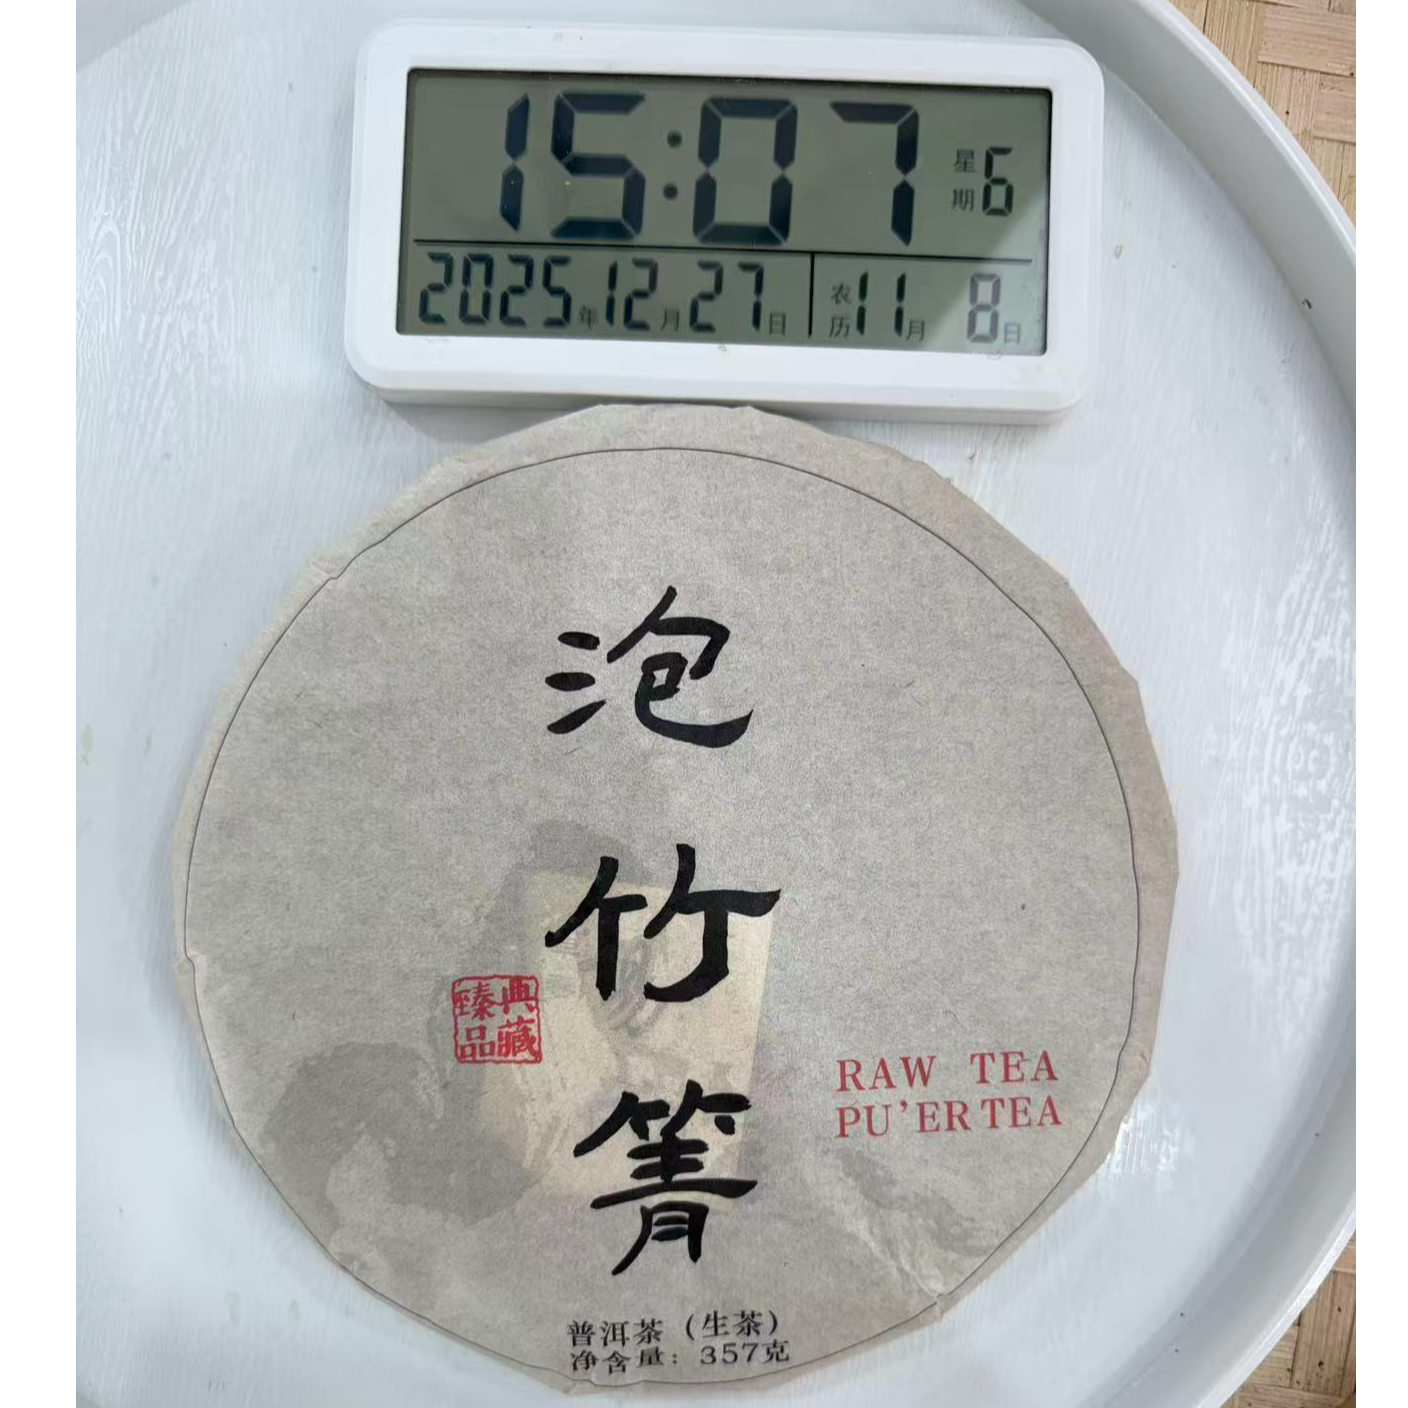 15:07 星期6
2025年12月27日 农历11月8日
泡竹箐
典藏
臻品
RAW TEA
PU'ER TEA
普洱茶（生茶）
净含量：357克